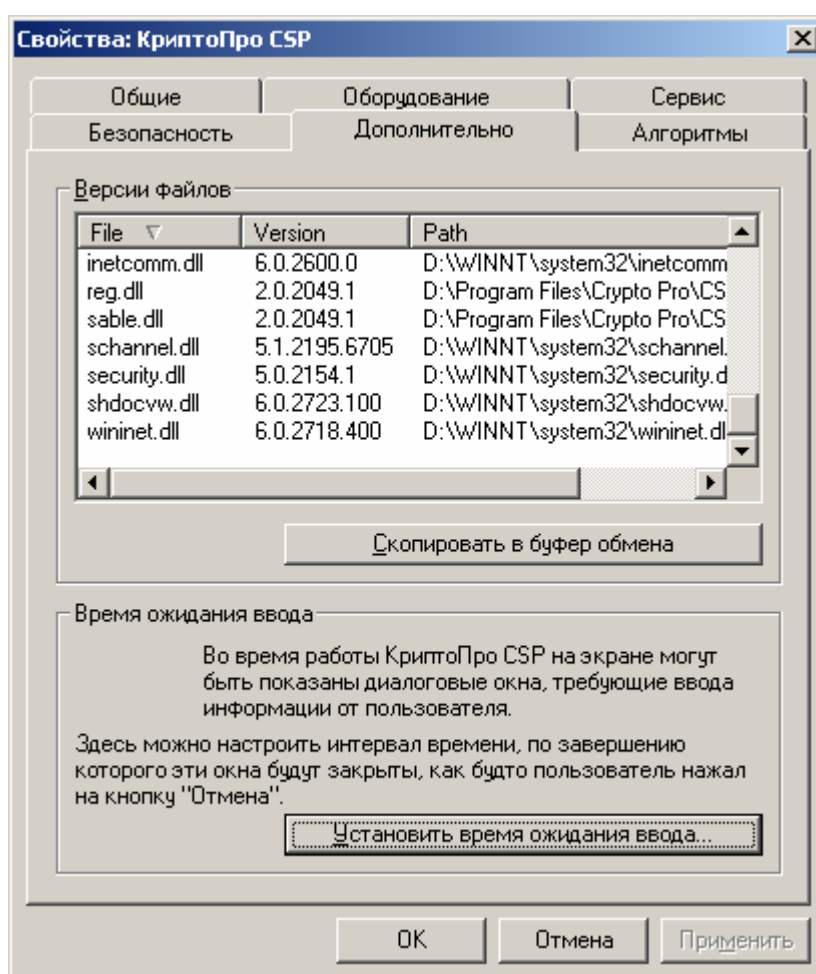 Свойства: КриптоПро CSP
Общие Оборудование Сервис
Безопасность Дополнительно Алгоритмы
Версии файлов
File Version Path
inetcomm.dll 6.0.2600.0 D:\WINNT\system32\inetcomm
reg.dll 2.0.2049.1 D:\Program Files\Crypto Pro\CS
sable.dll 2.0.2049.1 D:\Program Files\Crypto Pro\CS
schannel.dll 5.1.2195.6705 D:\WINNT\system32\schannel.
security.dll 5.0.2154.1 D:\WINNT\system32\security.d
shdocvw.dll 6.0.2723.100 D:\WINNT\system32\shdocvw.
wininet.dll 6.0.2718.400 D:\WINNT\system32\wininet.dl
Скопировать в буфер обмена
Время ожидания ввода
Во время работы КриптоПро CSP на экране могут
быть показаны диалоговые окна, требующие ввода
информации от пользователя.
Здесь можно настроить интервал времени, по завершению
которого эти окна будут закрыты, как будто пользователь нажал
на кнопку "Отмена".
Установить время ожидания ввода...
OK Отмена Применить